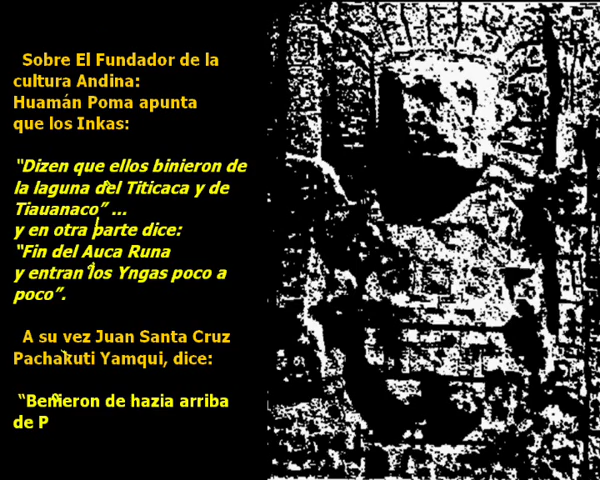 Sobre El Fundador de la
cultura Andina:
Huamán Poma apunta
que los Inkas:
“Dizen que ellos binieron de
la laguna del Titicaca y de
Tiauanaco” ...
y en otra parte dice:
“Fin del Auca Runa
y entran los Yngas poco a
poco”.
A su vez Juan Santa Cruz
Pachakuti Yamqui, dice:
“Benieron de hazia arriba
de P